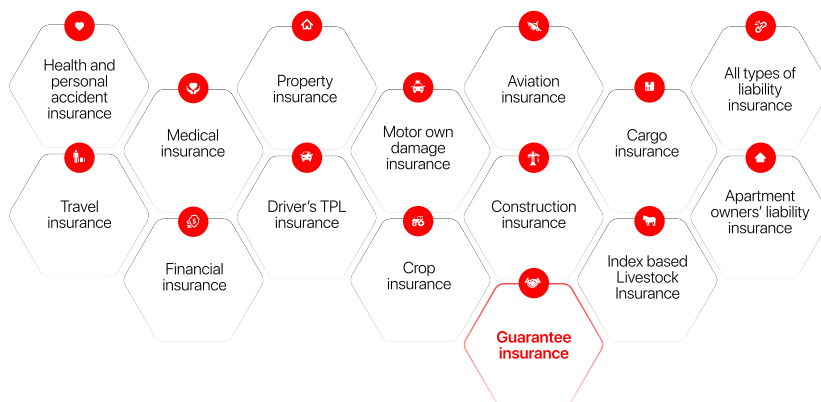 Health and
personal
accident
insurance
Medical
insurance
Property
insurance
Motor own
damage
insurance
Aviation
insurance
Cargo
insurance
All types of
liability
insurance
Travel
insurance
Financial
insurance
Driver's TPL
insurance
Crop
insurance
Construction
insurance
Index based
Livestock
Insurance
Apartment
owners' liability
insurance
Guarantee
insurance